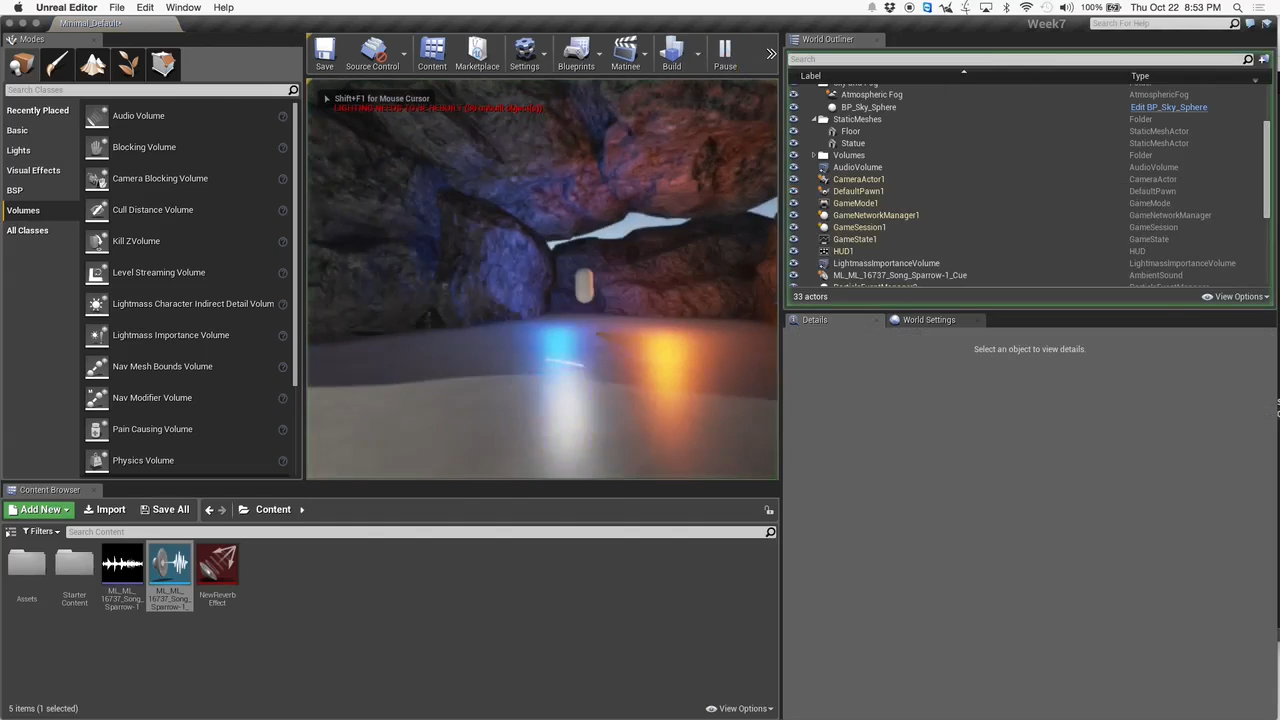 Unreal Editor File Edit Window Help
100% Thu Oct 22 8:53 PM
Minimal_Default*
Week7
Search For Help
Modes
World Outliner
Save
Source Control
Content
Marketplace
Settings
Blueprints
Matinee
Build
Pause
Search Classes
Search
Label
Type
Recently Placed
Basic
Lights
Visual Effects
BSP
Volumes
All Classes
Audio Volume
Blocking Volume
Camera Blocking Volume
Cull Distance Volume
Kill ZVolume
Level Streaming Volume
Lightmass Character Indirect Detail Volum
Lightmass Importance Volume
Nav Mesh Bounds Volume
Nav Modifier Volume
Pain Causing Volume
Physics Volume
Shift+F1 for Mouse Cursor
Atmospheric Fog AtmosphericFog
BP_Sky_Sphere Edit BP_Sky_Sphere
StaticMeshes Folder
Floor StaticMeshActor
Statue StaticMeshActor
Volumes Folder
AudioVolume AudioVolume
CameraActor1 CameraActor
DefaultPawn1 DefaultPawn
GameMode1 GameMode
GameNetworkManager1 GameNetworkManager
GameSession1 GameSession
GameState1 GameState
HUD1 HUD
LightmassImportanceVolume LightmassImportanceVolume
ML_ML_16737_Song_Sparrow-1_Cue AmbientSound
33 actors
View Options
Details
World Settings
Select an object to view details.
Content Browser
Add New
Import
Save All
Content
Filters
Search Content
Assets
Starter
Content
ML_ML_
16737_Song_
Sparrow-1
ML_ML_
16737_Song_
Sparrow-1_
NewReverb
Effect
5 items (1 selected)
View Options